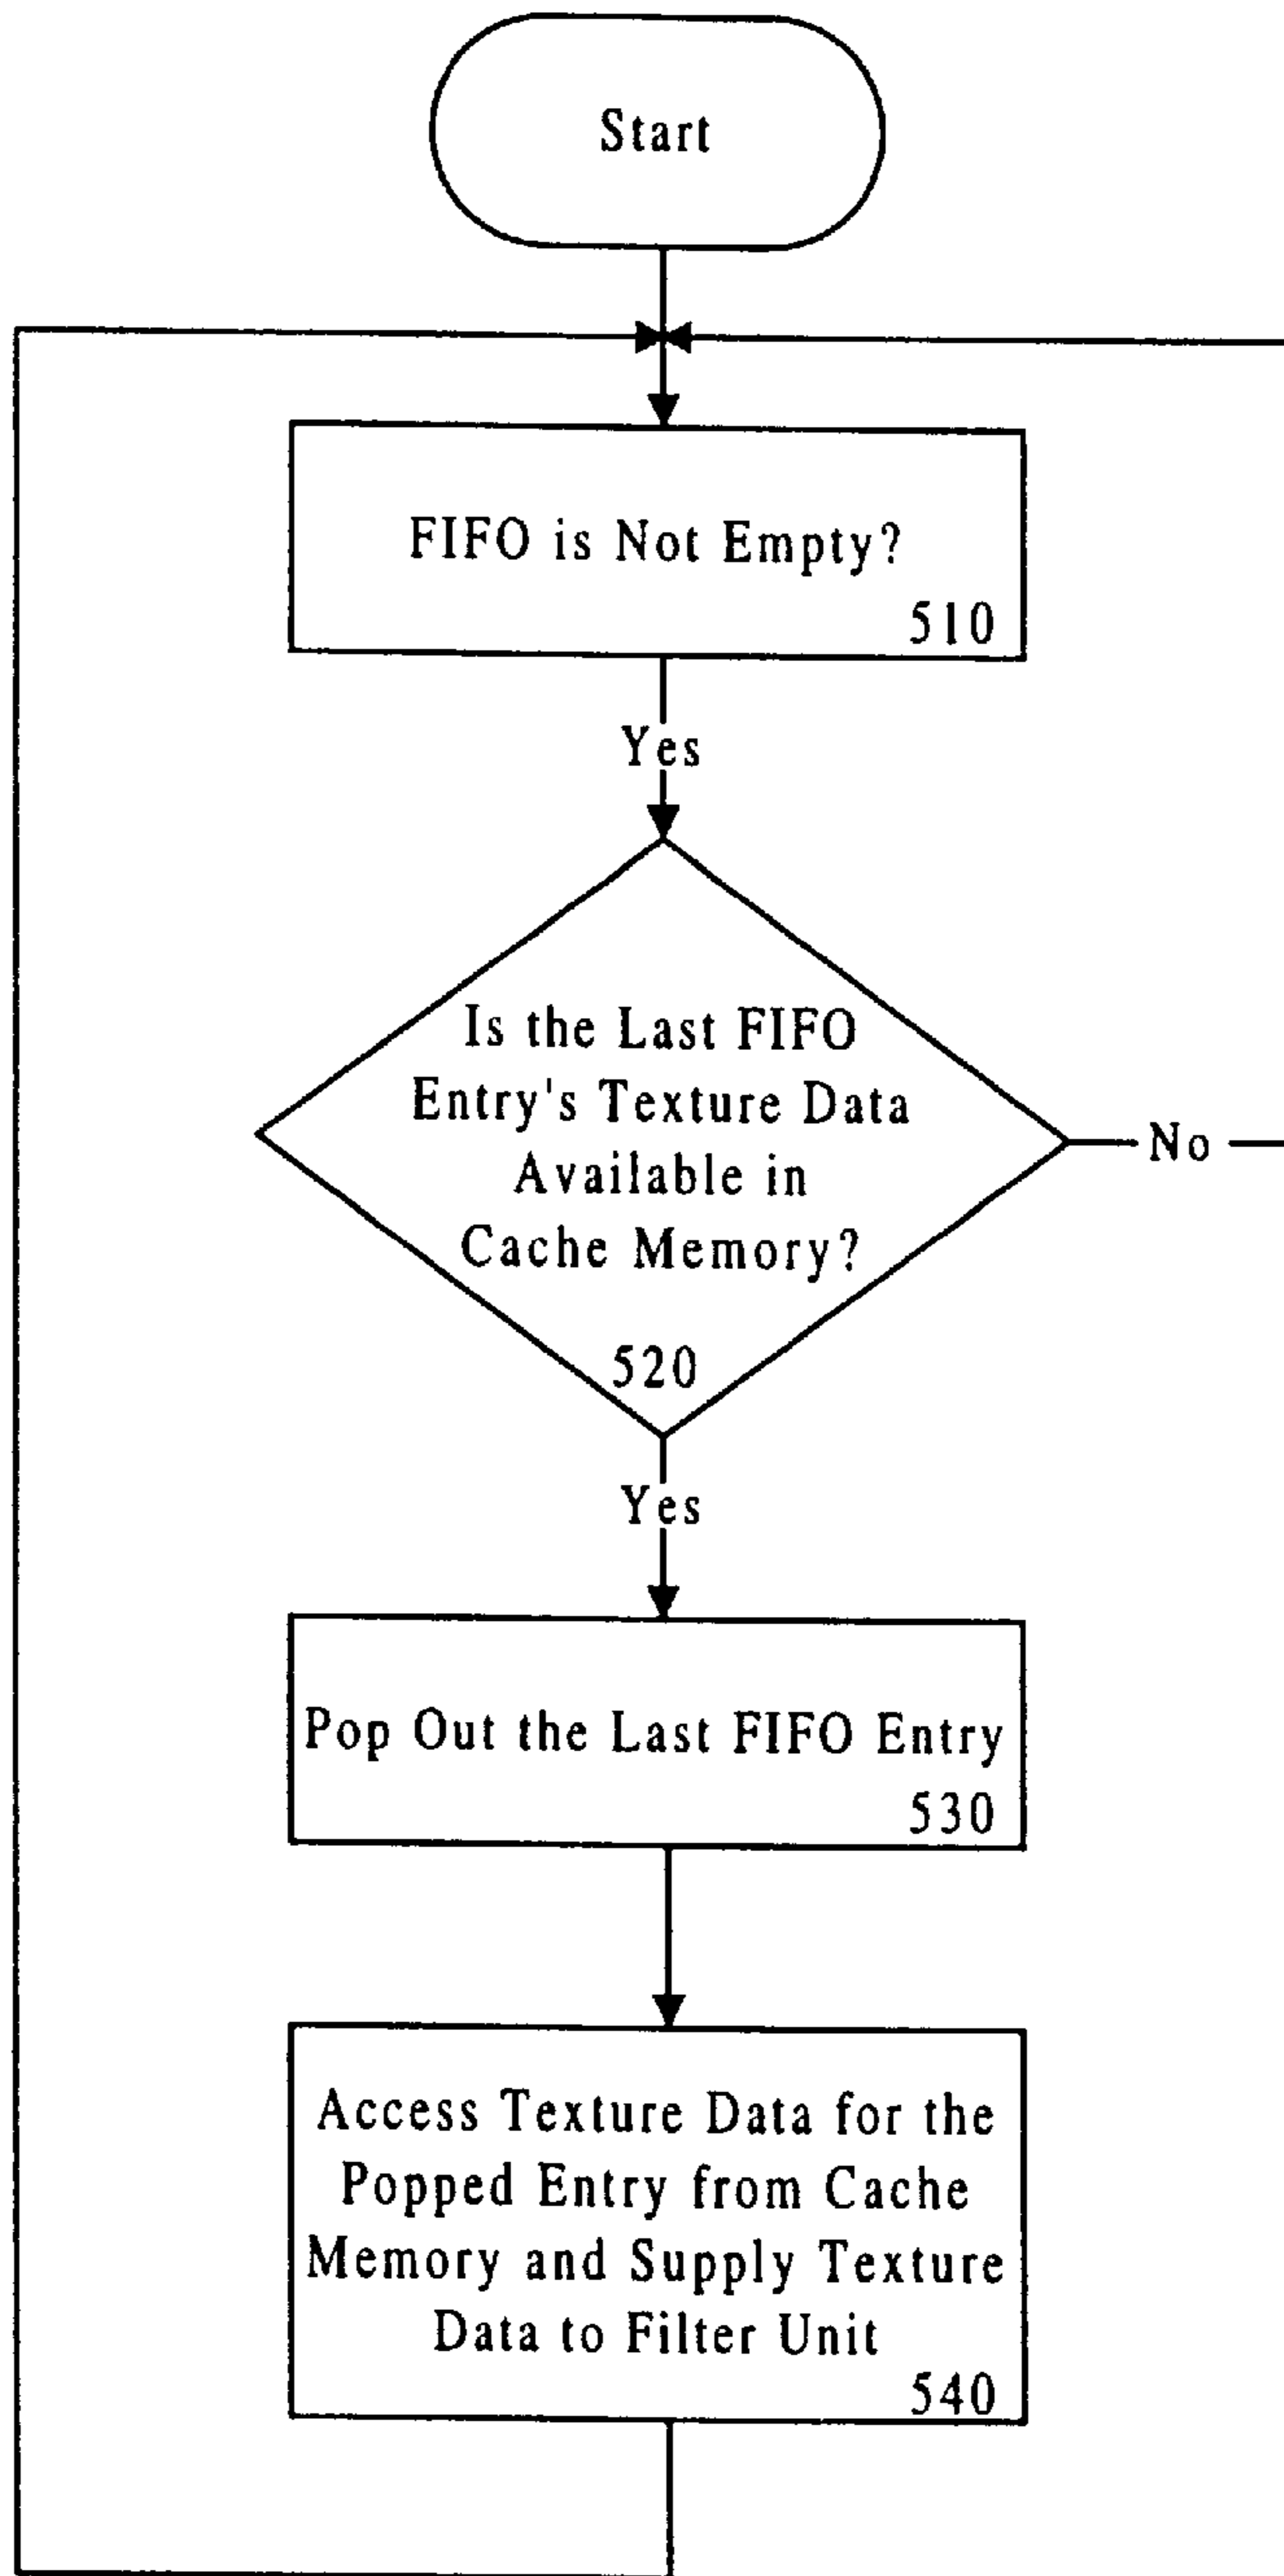 Start
FIFO is Not Empty?
510
Yes
Is the Last FIFO
Entry's Texture Data
Available in
Cache Memory?
520
No
Yes
Pop Out the Last FIFO Entry
530
Access Texture Data for the
Popped Entry from Cache
Memory and Supply Texture
Data to Filter Unit
540